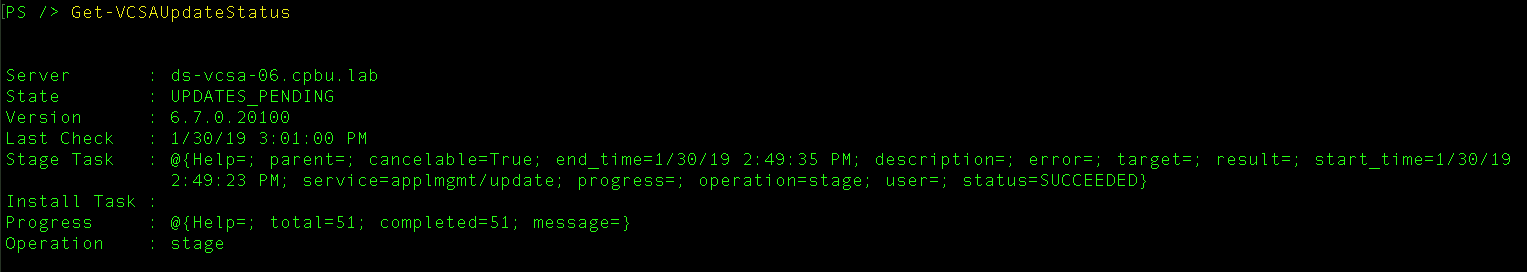 [PS /> Get-VCSAUpdateStatus
Server : ds-vcsa-06.cpbu.lab
State : UPDATES_PENDING
Version : 6.7.0.20100
Last Check : 1/30/19 3:01:00 PM
Stage Task : @{Help=; parent=; cancelable=True; end_time=1/30/19 2:49:35 PM; description=; error=; target=; result=; start_time=1/30/19
2:49:23 PM; service=applmgmt/update; progress=; operation=stage; user=; status=SUCCEEDED}
Install Task :
Progress : @{Help=; total=51; completed=51; message=}
Operation : stage